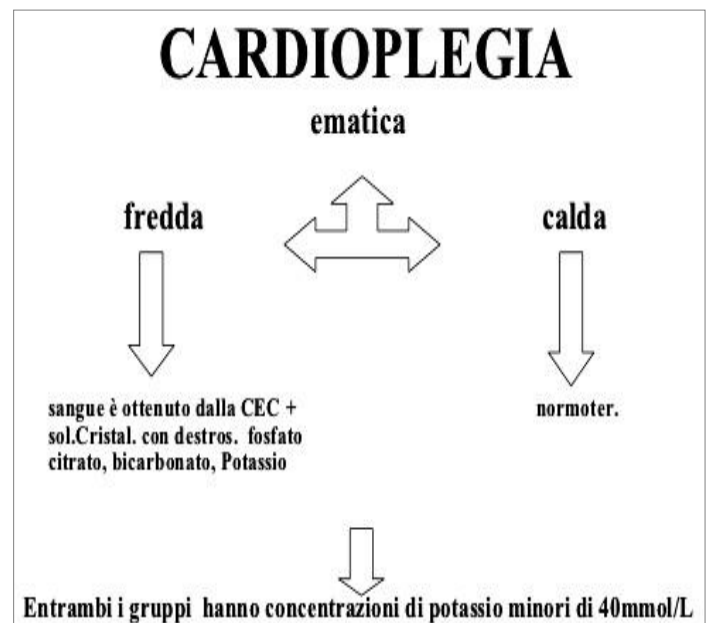 CARDIOPLEGIA
ematica
fredda
calda
sangue è ottenuto dalla CEC +
sol.Cristal. con destros. fosfato
citrato, bicarbonato, Potassio
normoter.
Entrambi i gruppi hanno concentrazioni di potassio minori di 40mmol/L